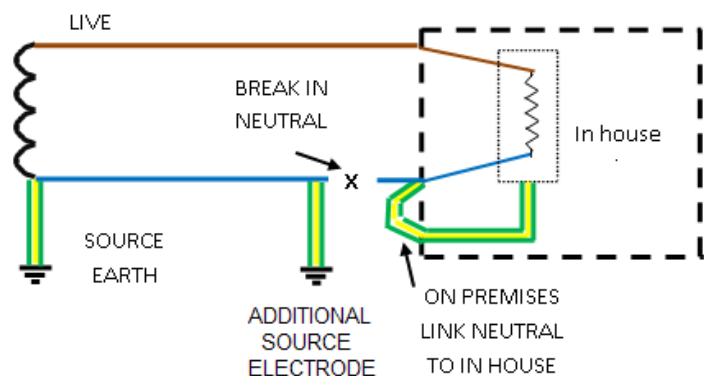 LIVE
BREAK IN
NEUTRAL
X
In house
SOURCE
EARTH
ADDITIONAL
SOURCE
ELECTRODE
ON PREMISES
LINK NEUTRAL
TO IN HOUSE